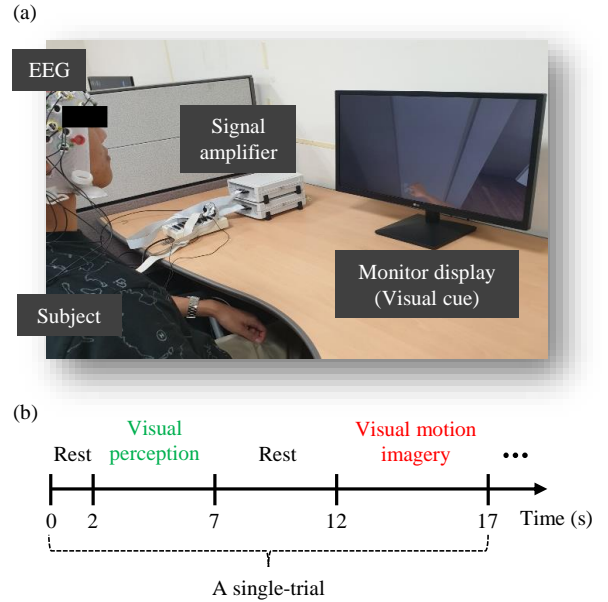 (a)
EEG
Signal
amplifier
Monitor display
(Visual cue)
Subject
(b)
Rest
Visual
perception
Rest
Visual motion
imagery
•••
0 2 7 12 17 Time (s)
A single-trial